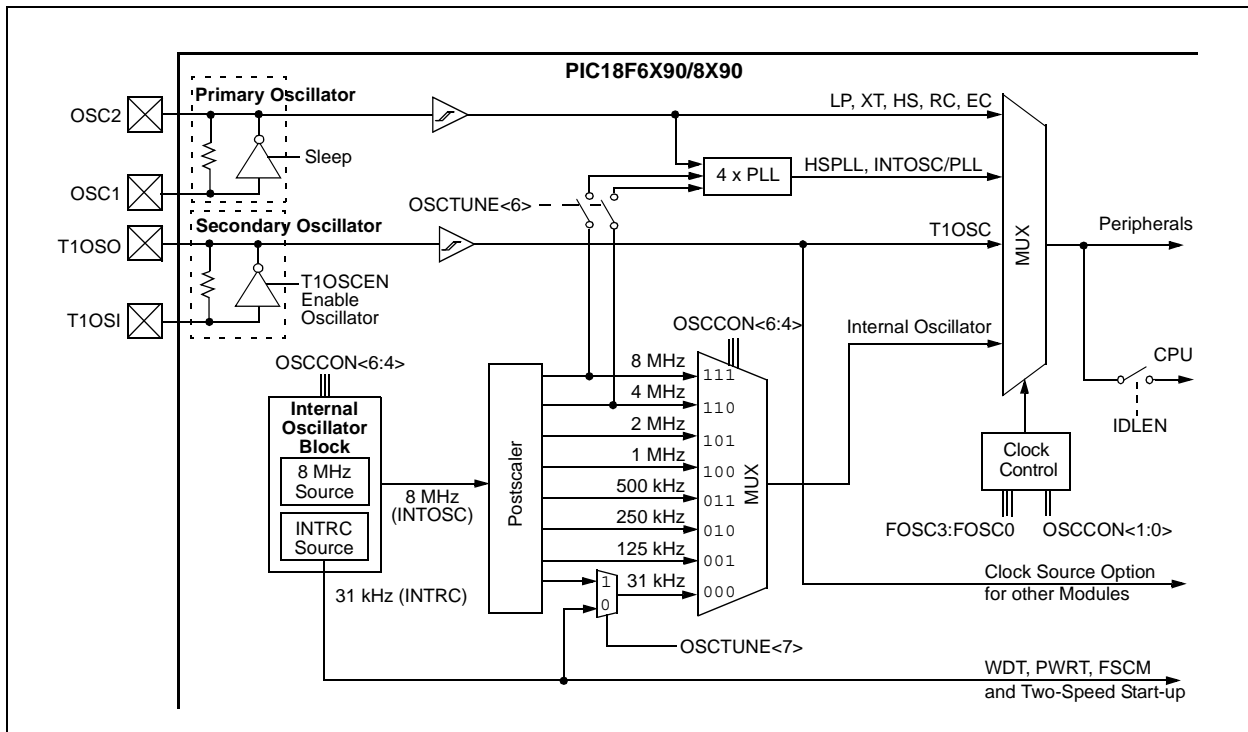 PIC18F6X90/8X90
Primary Oscillator
OSC2
LP, XT, HS, RC, EC
Sleep
4 x PLL
HSPLL, INTOSC/PLL
OSC1
OSCTUNE<6>
Secondary Oscillator
T1OSO
T1OSC
Peripherals
MUX
T1OSCEN
Enable
Oscillator
T1OSI
OSCCON<6:4>
Internal Oscillator
CPU
IDLEN
OSCCON<6:4>
Internal
Oscillator
Block
8 MHz
Source
INTRC
Source
8 MHz
(INTOSC)
31 kHz (INTRC)
Postscaler
8 MHz
111
4 MHz
110
2 MHz
101
1 MHz
100
500 kHz
011
250 kHz
010
125 kHz
001
31 kHz
000
MUX
1
0
OSCTUNE<7>
Clock
Control
FOSC3:FOSC0
OSCCON<1:0>
Clock Source Option
for other Modules
WDT, PWRT, FSCM
and Two-Speed Start-up